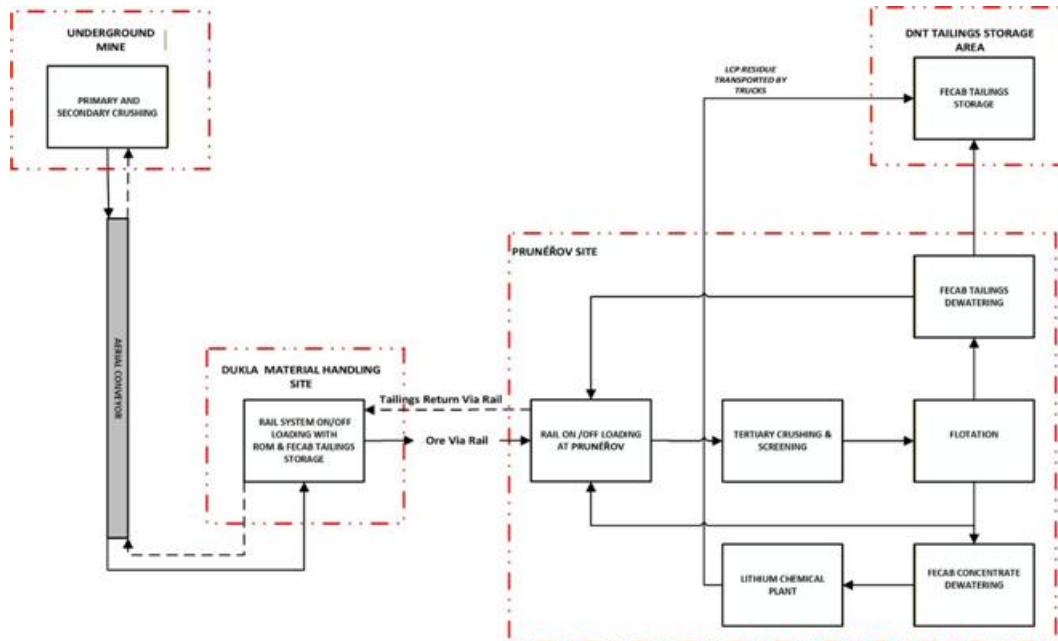 UNDERGROUND
MINE
PRIMARY AND
SECONDARY CRUSHING
AERIAL CONVEYOR
DUKLA MATERIAL HANDLING
SITE
RAIL SYSTEM ON/OFF
LOADING WITH
ROM & FECAB TAILINGS
STORAGE
Tailings Return Via Rail
Ore Via Rail
LCP RESIDUE
TRANSPORTED BY
TRUCKS
DNT TAILINGS STORAGE
AREA
FECAB TAILINGS
STORAGE
PRUNÉŘOV SITE
FECAB TAILINGS
DEWATERING
RAIL ON /OFF LOADING
AT PRUNÉŘOV
TERTIARY CRUSHING &
SCREENING
FLOTATION
LITHIUM CHEMICAL
PLANT
FECAB CONCENTRATE
DEWATERING